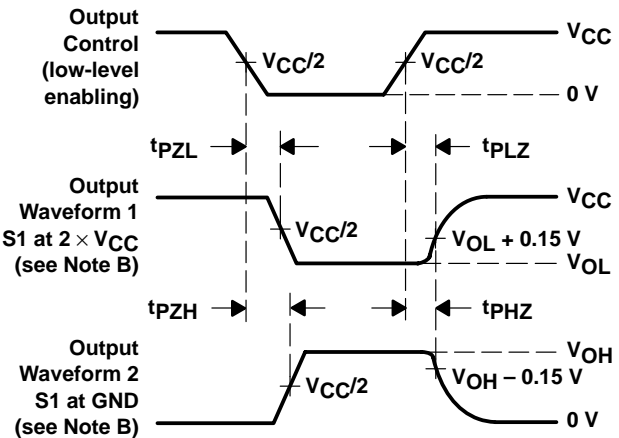 Output
Control
(low-level
enabling)
VCC/2
VCC/2
VCC
0 V
tPZL
tPLZ
Output
Waveform 1
S1 at 2 × VCC
(see Note B)
VCC/2
VCC
VOL + 0.15 V
VOL
tPZH
tPHZ
Output
Waveform 2
S1 at GND
(see Note B)
VCC/2
VOH
VOH – 0.15 V
0 V